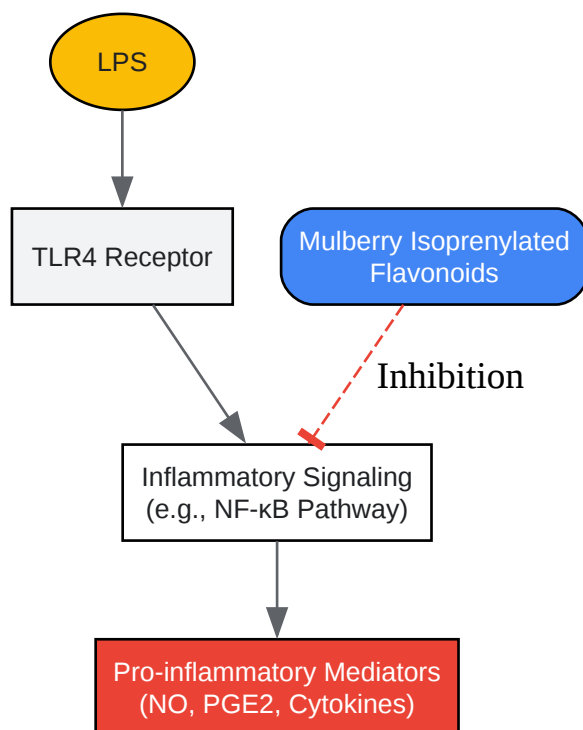 LPS
TLR4 Receptor
Mulberry Isoprenylated
Flavonoids
Inhibition
Inflammatory Signaling
(e.g., NF-κB Pathway)
Pro-inflammatory Mediators
(NO, PGE2, Cytokines)